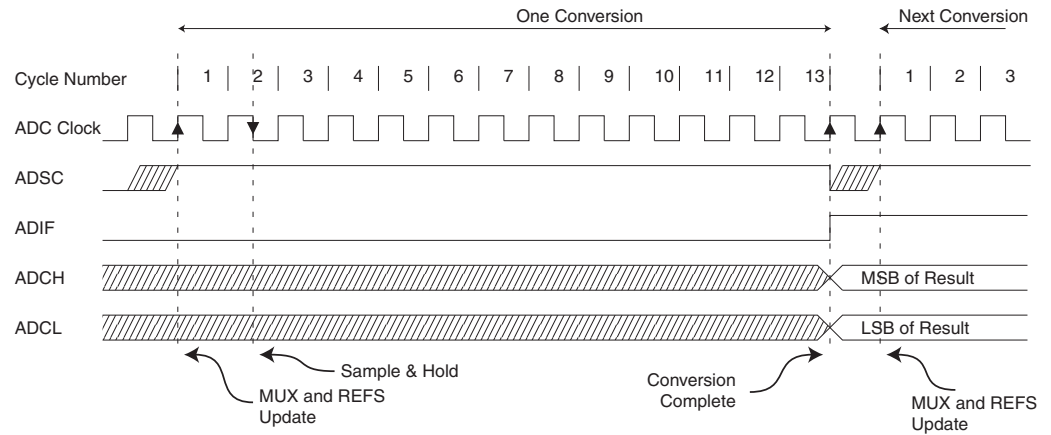 One Conversion
Next Conversion
Cycle Number
1 2 3 4 5 6 7 8 9 10 11 12 13 1 2 3
ADC Clock
ADSC
ADIF
ADCH
MSB of Result
ADCL
LSB of Result
Sample & Hold
MUX and REFS
Update
Conversion
Complete
MUX and REFS
Update